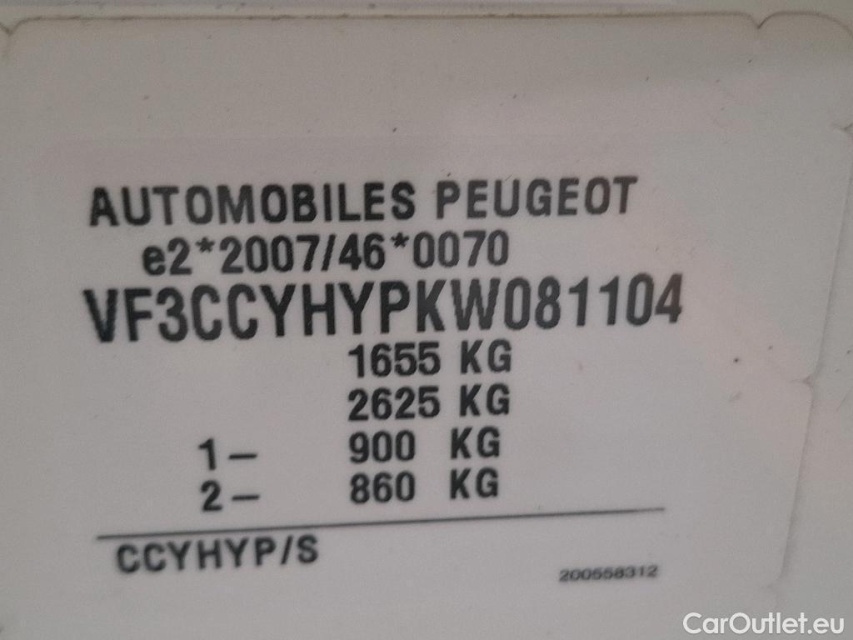 AUTOMOBILES PEUGEOT
e2*2007/46*0070
VF3CCYHYPKW081104
1655 KG
2625 KG
1- 900 KG
2- 860 KG
CCYHYP/S
200558312
CarOutlet.eu